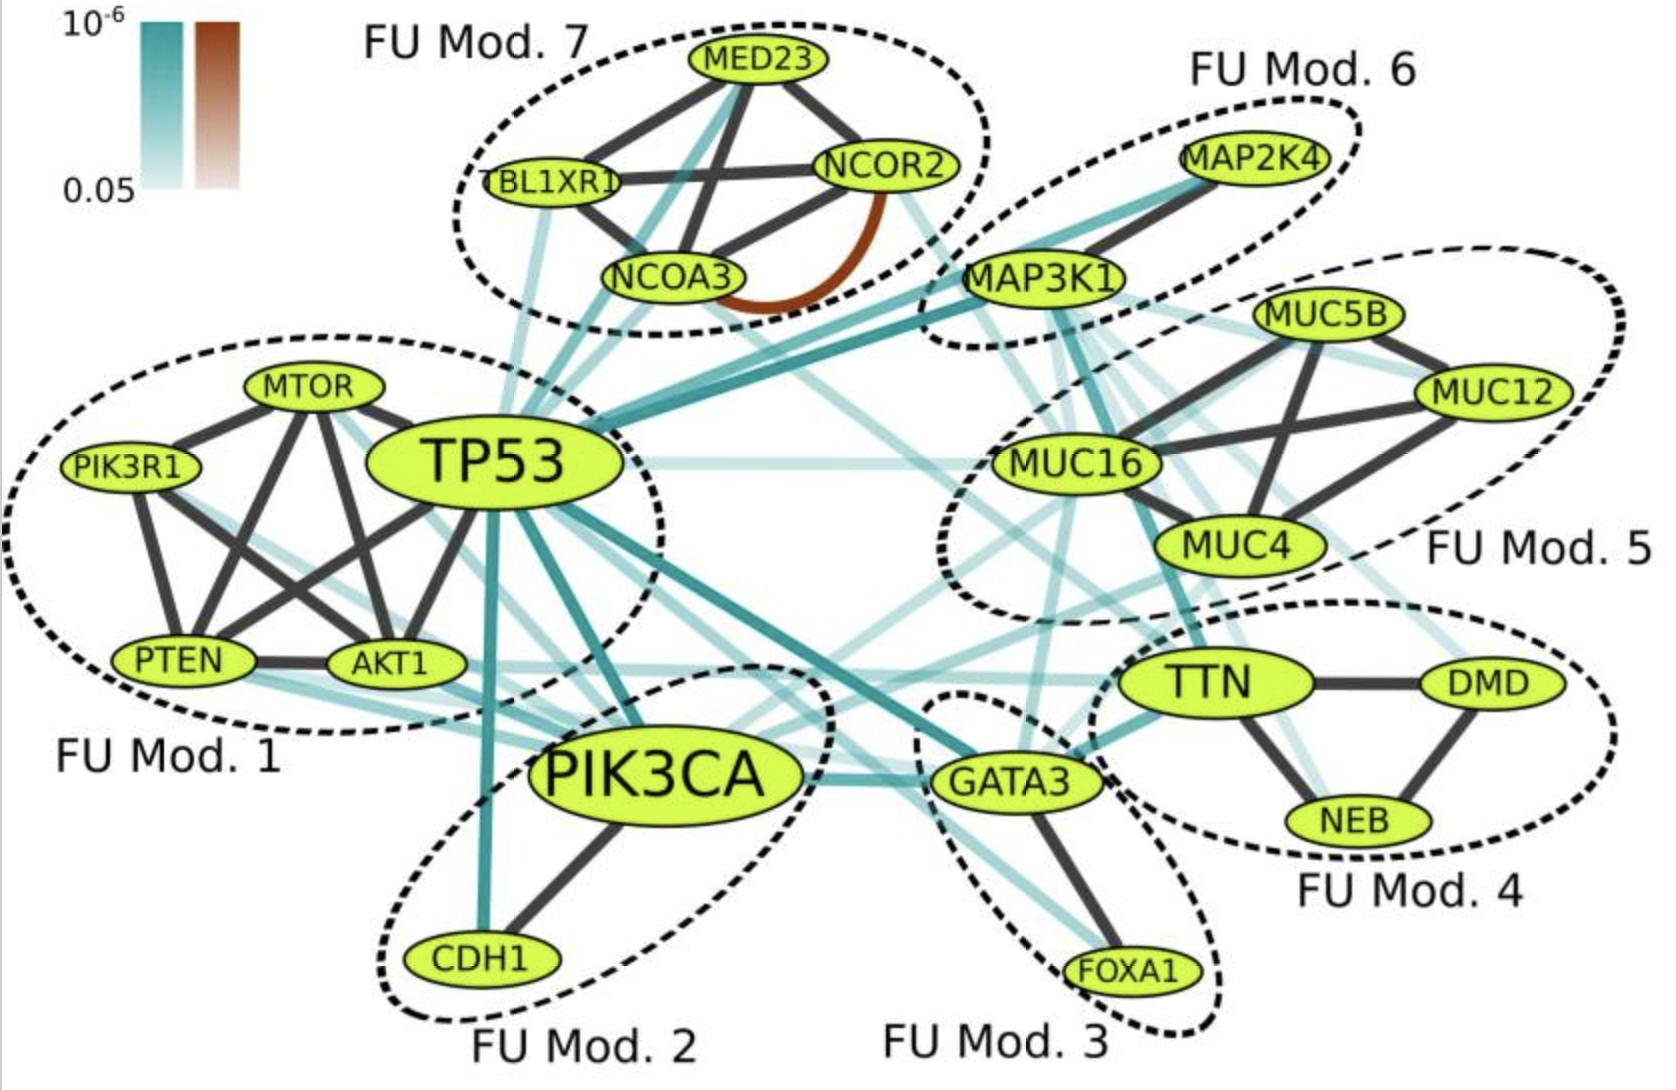 10-6
0.05
FU Mod. 7
MED23
TBL1XR1
NCOR2
NCOA3
FU Mod. 6
MAP2K4
MAP3K1
MUC5B
MUC12
MUC16
MUC4
FU Mod. 5
MTOR
TP53
PIK3R1
PTEN
AKT1
FU Mod. 1
PIK3CA
CDH1
FU Mod. 2
GATA3
FOXA1
FU Mod. 3
TTN
DMD
NEB
FU Mod. 4